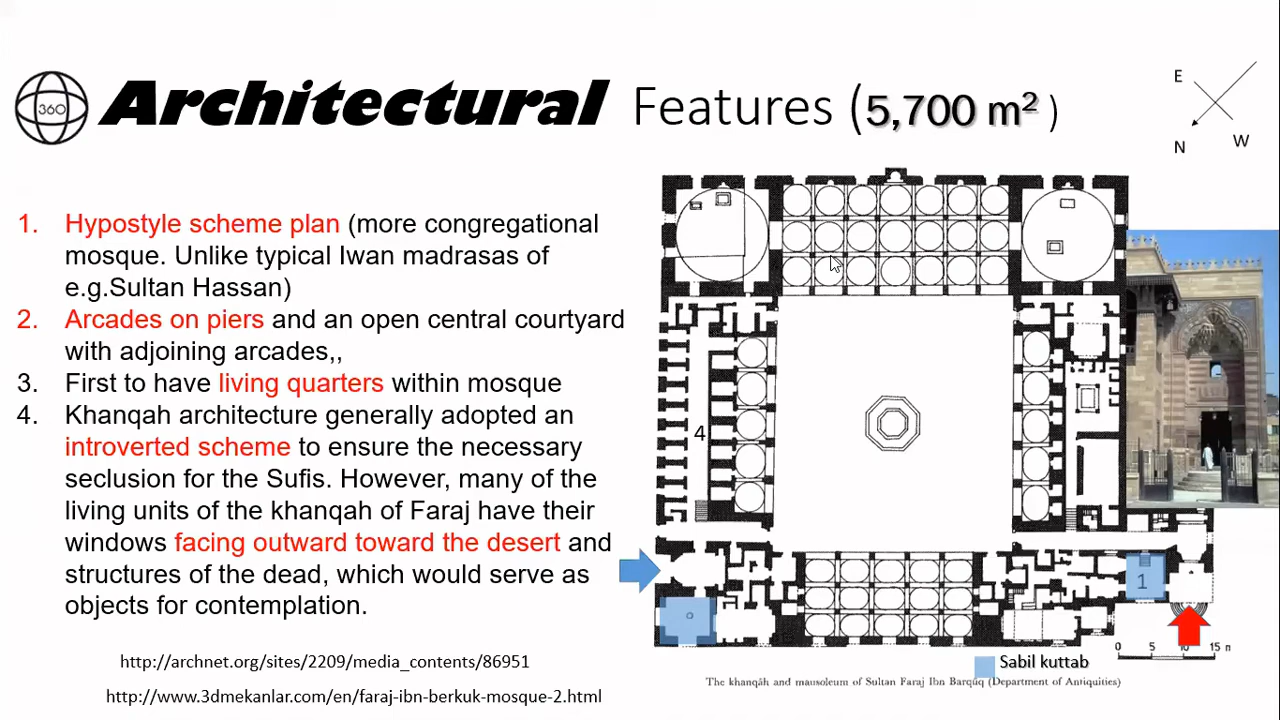 360
Architectural Features (5,700 m² )
E
N
W
1. Hypostyle scheme plan (more congregational
mosque. Unlike typical Iwan madrasas of
e.g.Sultan Hassan)
2. Arcades on piers and an open central courtyard
with adjoining arcades,,
3. First to have living quarters within mosque
4. Khanqah architecture generally adopted an
introverted scheme to ensure the necessary
seclusion for the Sufis. However, many of the
living units of the khanqah of Faraj have their
windows facing outward toward the desert and
structures of the dead, which would serve as
objects for contemplation.
4
1
0 5 10 15 m
Sabil kuttab
The khanqāh and mausoleum of Sultan Faraj Ibn Barqūq (Department of Antiquities)
http://archnet.org/sites/2209/media_contents/86951
http://www.3dmekanlar.com/en/faraj-ibn-berkuk-mosque-2.html